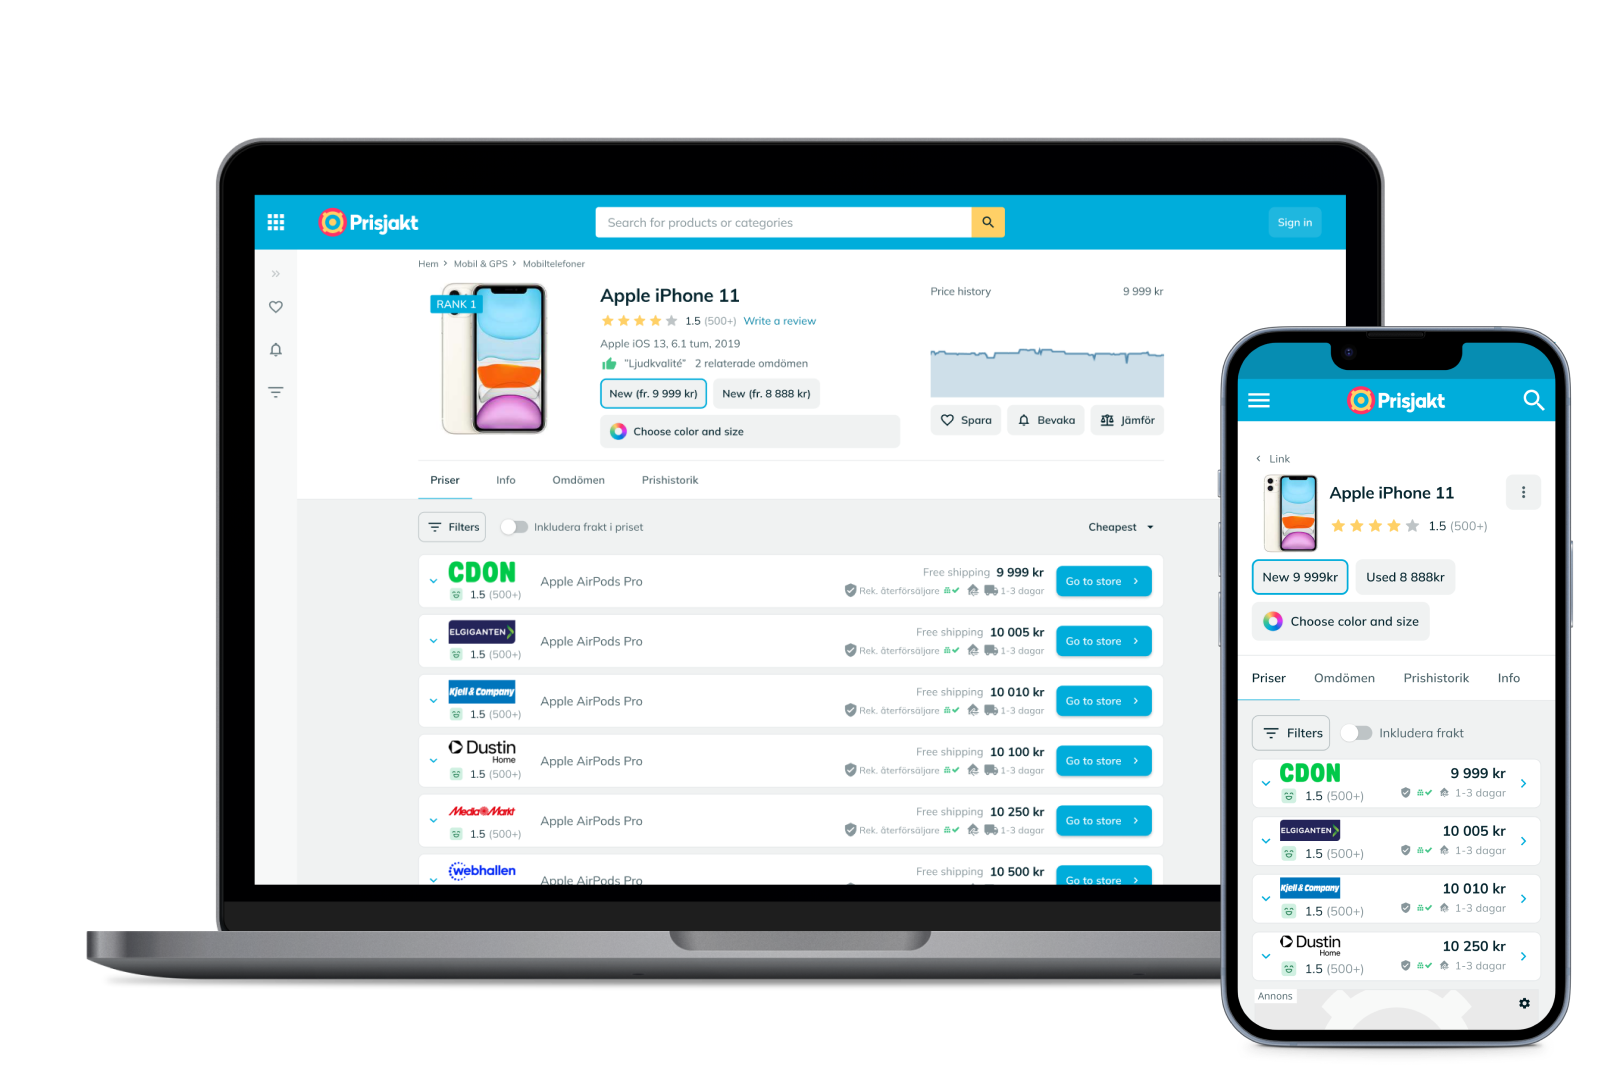 Prisjakt
Search for products or categories
Sign in
Hem > Mobil & GPS > Mobiltelefoner
RANK 1
Apple iPhone 11
1.5 (500+) Write a review
Apple iOS 13, 6.1 tum, 2019
"Ljudkvalité" 2 relaterade omdömen
New (fr. 9 999 kr) New (fr. 8 888 kr)
Choose color and size
Price history 9 999 kr
Spara Bevaka Jämför
Priser Info Omdömen Prishistorik
Filters Inkludera frakt i priset Cheapest
CDON Apple AirPods Pro Free shipping 9 999 kr Go to store
1.5 (500+) Rek. återförsäljare 1-3 dagar
ELGIGANTEN Apple AirPods Pro Free shipping 10 005 kr Go to store
1.5 (500+) Rek. återförsäljare 1-3 dagar
Kjell & Company Apple AirPods Pro Free shipping 10 010 kr Go to store
1.5 (500+) Rek. återförsäljare 1-3 dagar
Dustin Home Apple AirPods Pro Free shipping 10 100 kr Go to store
1.5 (500+) Rek. återförsäljare 1-3 dagar
Media Markt Apple AirPods Pro Free shipping 10 250 kr Go to store
1.5 (500+) Rek. återförsäljare 1-3 dagar
webhallen Apple AirPods Pro Free shipping 10 500 kr Go to store
Prisjakt
Link
Apple iPhone 11
1.5 (500+)
New 9 999kr Used 8 888kr
Choose color and size
Priser Omdömen Prishistorik Info
Filters Inkludera frakt
CDON 9 999 kr
1.5 (500+) 1-3 dagar
ELGIGANTEN 10 005 kr
1.5 (500+) 1-3 dagar
Kjell & Company 10 010 kr
1.5 (500+) 1-3 dagar
Dustin Home 10 250 kr
1.5 (500+) 1-3 dagar
Annons